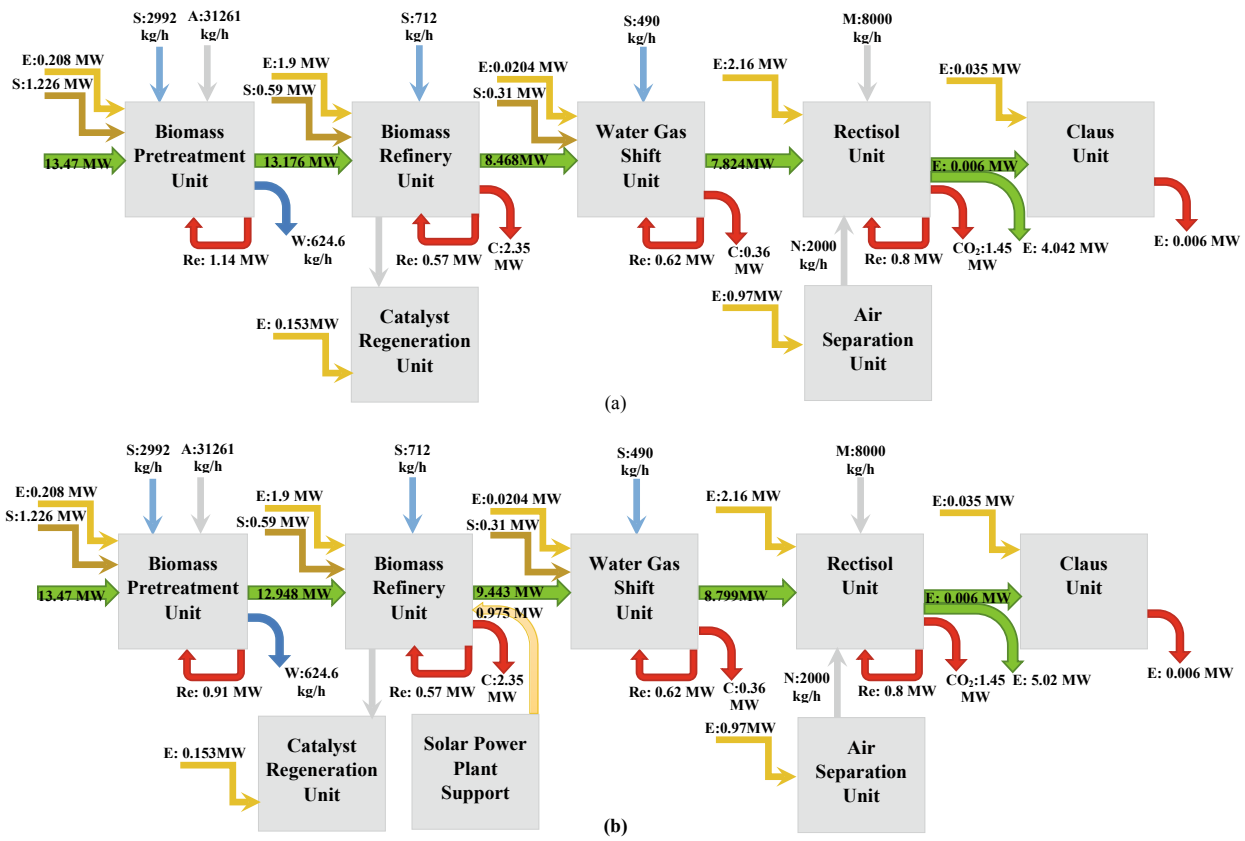 S:2992
kg/h
A:31261
kg/h
S:712
kg/h
S:490
kg/h
M:8000
kg/h
E:0.208 MW
S:1.226 MW
E:1.9 MW
S:0.59 MW
E:0.0204 MW
S:0.31 MW
E:2.16 MW
E:0.035 MW
13.47 MW
Biomass
Pretreatment
Unit
13.176 MW
Biomass
Refinery
Unit
8.468MW
Water Gas
Shift
Unit
7.824MW
Rectisol
Unit
E: 0.006 MW
Claus
Unit
Re: 1.14 MW
W:624.6
kg/h
Re: 0.57 MW
C:2.35
MW
Re: 0.62 MW
C:0.36
MW
N:2000
kg/h
Re: 0.8 MW
CO2:1.45
MW
E: 4.042 MW
E: 0.006 MW
E: 0.153MW
Catalyst
Regeneration
Unit
E:0.97MW
Air
Separation
Unit
(a)
S:2992
kg/h
A:31261
kg/h
S:712
kg/h
S:490
kg/h
M:8000
kg/h
E:0.208 MW
S:1.226 MW
E:1.9 MW
S:0.59 MW
E:0.0204 MW
S:0.31 MW
E:2.16 MW
E:0.035 MW
13.47 MW
Biomass
Pretreatment
Unit
12.948 MW
Biomass
Refinery
Unit
9.443 MW
0.975 MW
Water Gas
Shift
Unit
8.799MW
Rectisol
Unit
E: 0.006 MW
Claus
Unit
Re: 0.91 MW
W:624.6
kg/h
Re: 0.57 MW
C:2.35
MW
Re: 0.62 MW
C:0.36
MW
N:2000
kg/h
Re: 0.8 MW
CO2:1.45
MW
E: 5.02 MW
E: 0.006 MW
E: 0.153MW
Catalyst
Regeneration
Unit
Solar Power
Plant
Support
E:0.97MW
Air
Separation
Unit
(b)